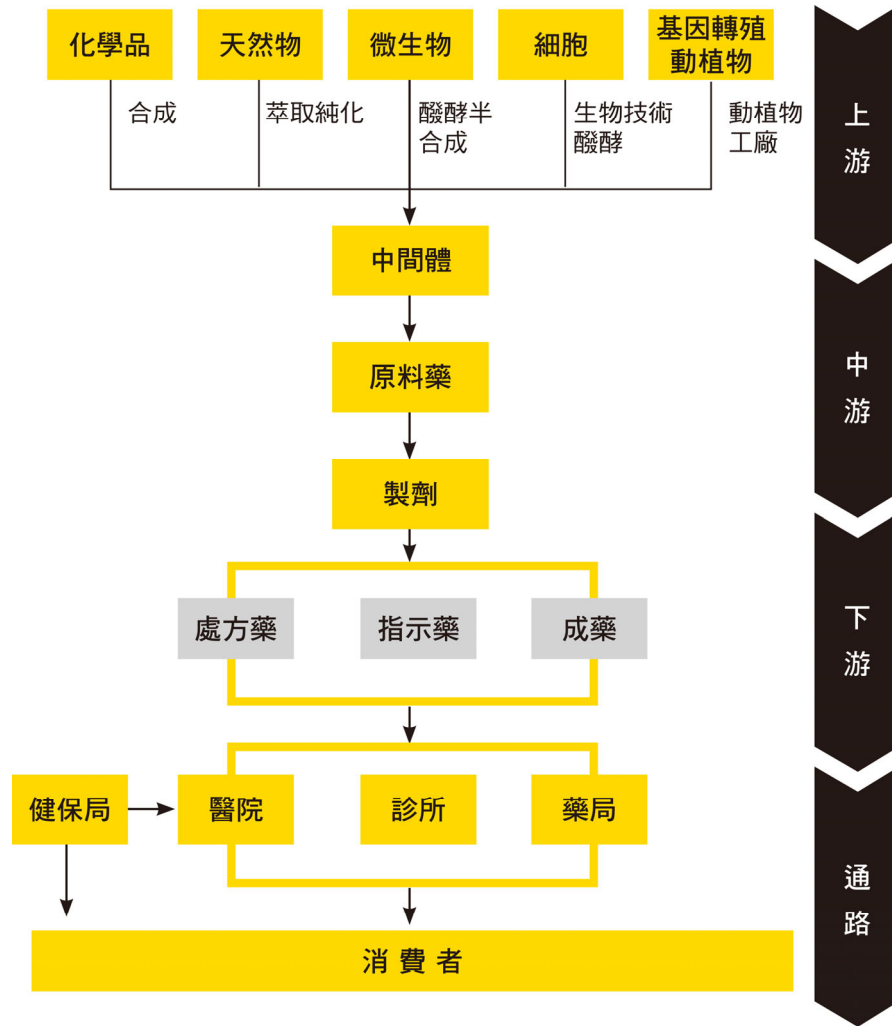 化學品
天然物
微生物
細胞
基因轉殖
動植物
合成
萃取純化
醱酵半
合成
生物技術
醱酵
動植物
工廠
上游
中間體
原料藥
中游
製劑
處方藥
指示藥
成藥
下游
健保局
醫院
診所
藥局
通路
消費者